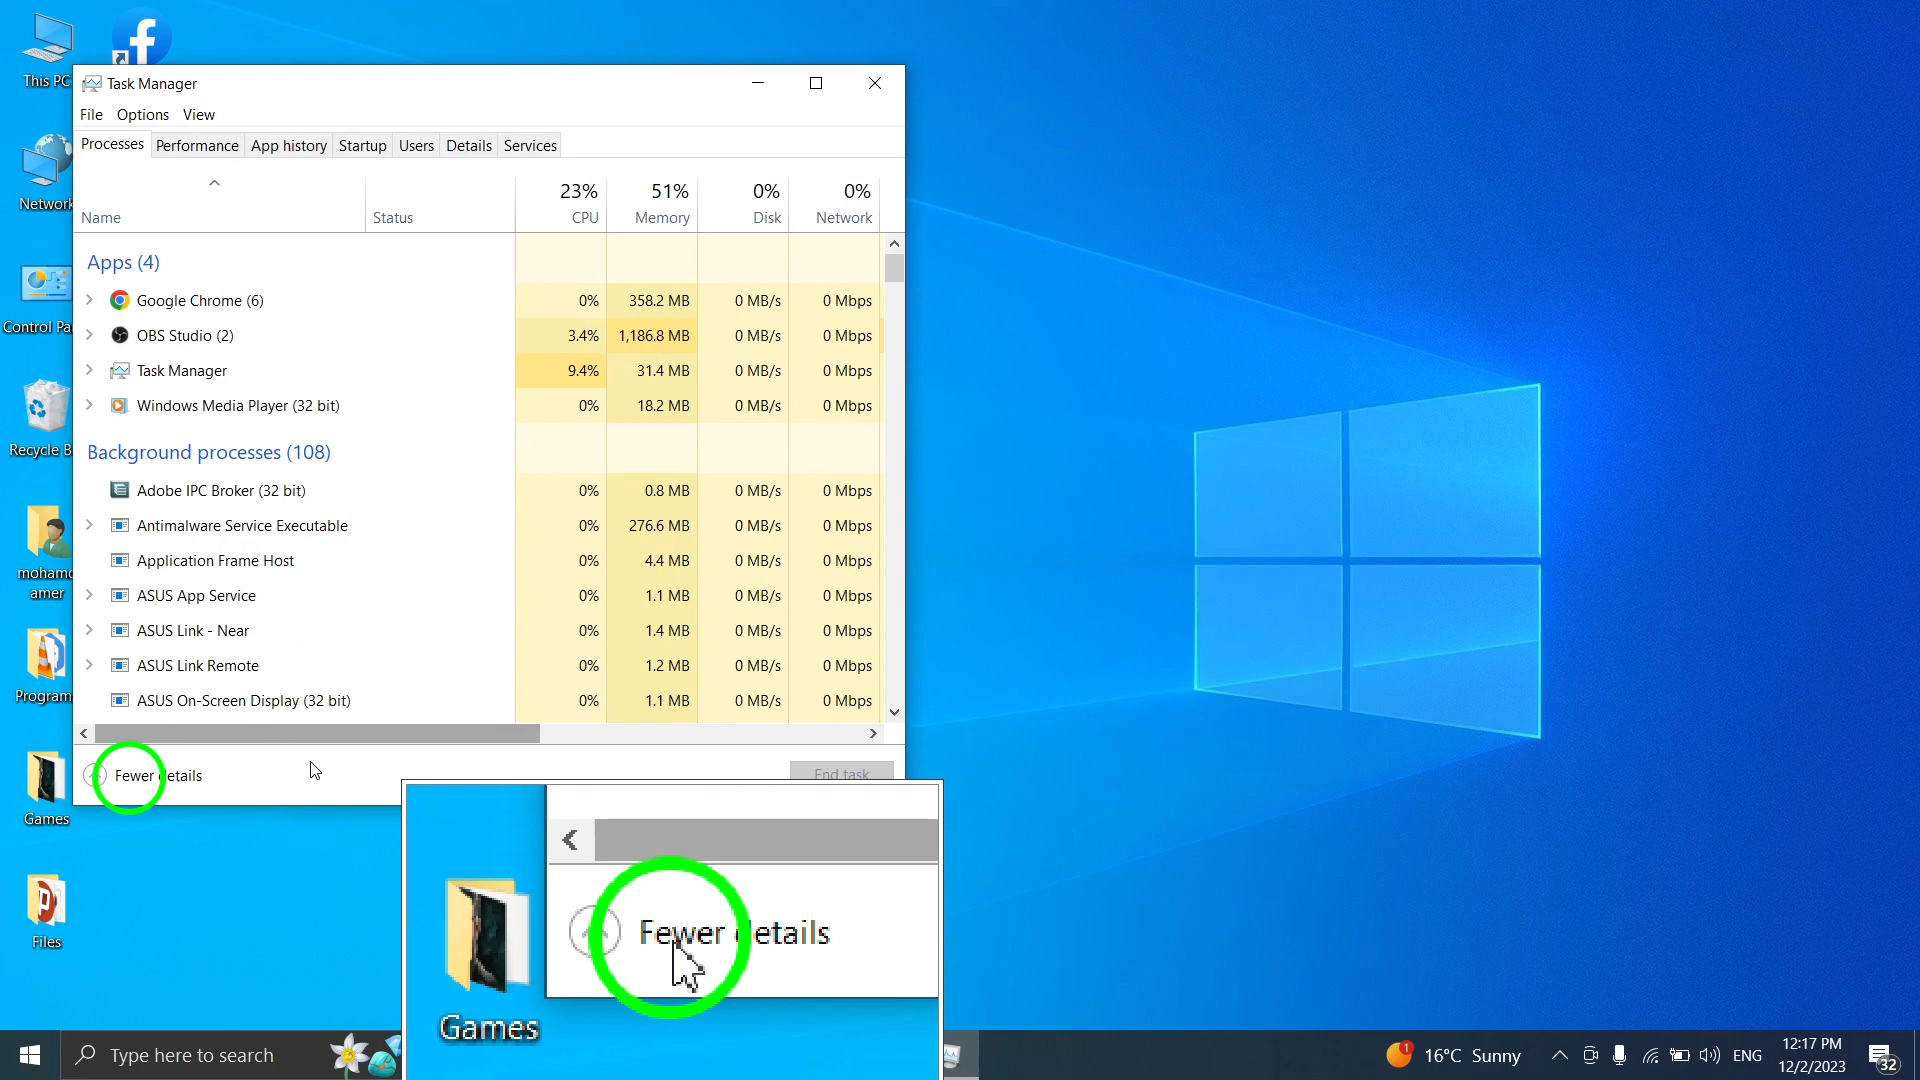 This PC
Task Manager
File Options View
Processes Performance App history Startup Users Details Services
23% 51% 0% 0%
Name Status CPU Memory Disk Network
Apps (4)
Google Chrome (6) 0% 358.2 MB 0 MB/s 0 Mbps
OBS Studio (2) 3.4% 1,186.8 MB 0 MB/s 0 Mbps
Task Manager 9.4% 31.4 MB 0 MB/s 0 Mbps
Windows Media Player (32 bit) 0% 18.2 MB 0 MB/s 0 Mbps
Background processes (108)
Adobe IPC Broker (32 bit) 0% 0.8 MB 0 MB/s 0 Mbps
Antimalware Service Executable 0% 276.6 MB 0 MB/s 0 Mbps
Application Frame Host 0% 4.4 MB 0 MB/s 0 Mbps
ASUS App Service 0% 1.1 MB 0 MB/s 0 Mbps
ASUS Link - Near 0% 1.4 MB 0 MB/s 0 Mbps
ASUS Link Remote 0% 1.2 MB 0 MB/s 0 Mbps
ASUS On-Screen Display (32 bit) 0% 1.1 MB 0 MB/s 0 Mbps
Fewer details
End task
Network
Control Pa
Recycle B
mohamo
amer
Program
Games
Files
Fewer details
Games
Type here to search
1
16°C Sunny
ENG
12:17 PM
12/2/2023
32